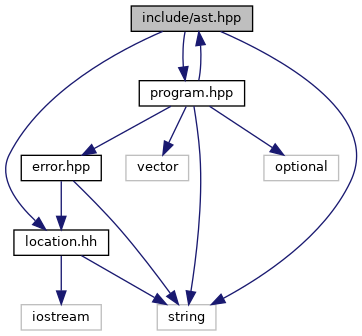 include/ast.hpp
program.hpp
error.hpp
vector
optional
location.hh
iostream
string